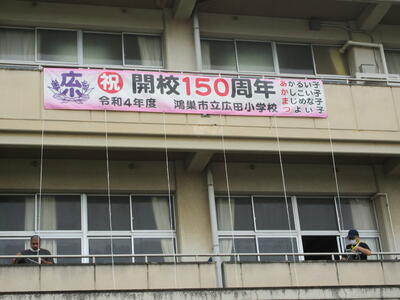 広 祝 開校150周年
令和4年度 鴻巣市立広田小学校
あかるい子
かしこい子
まじめな子
つよい子